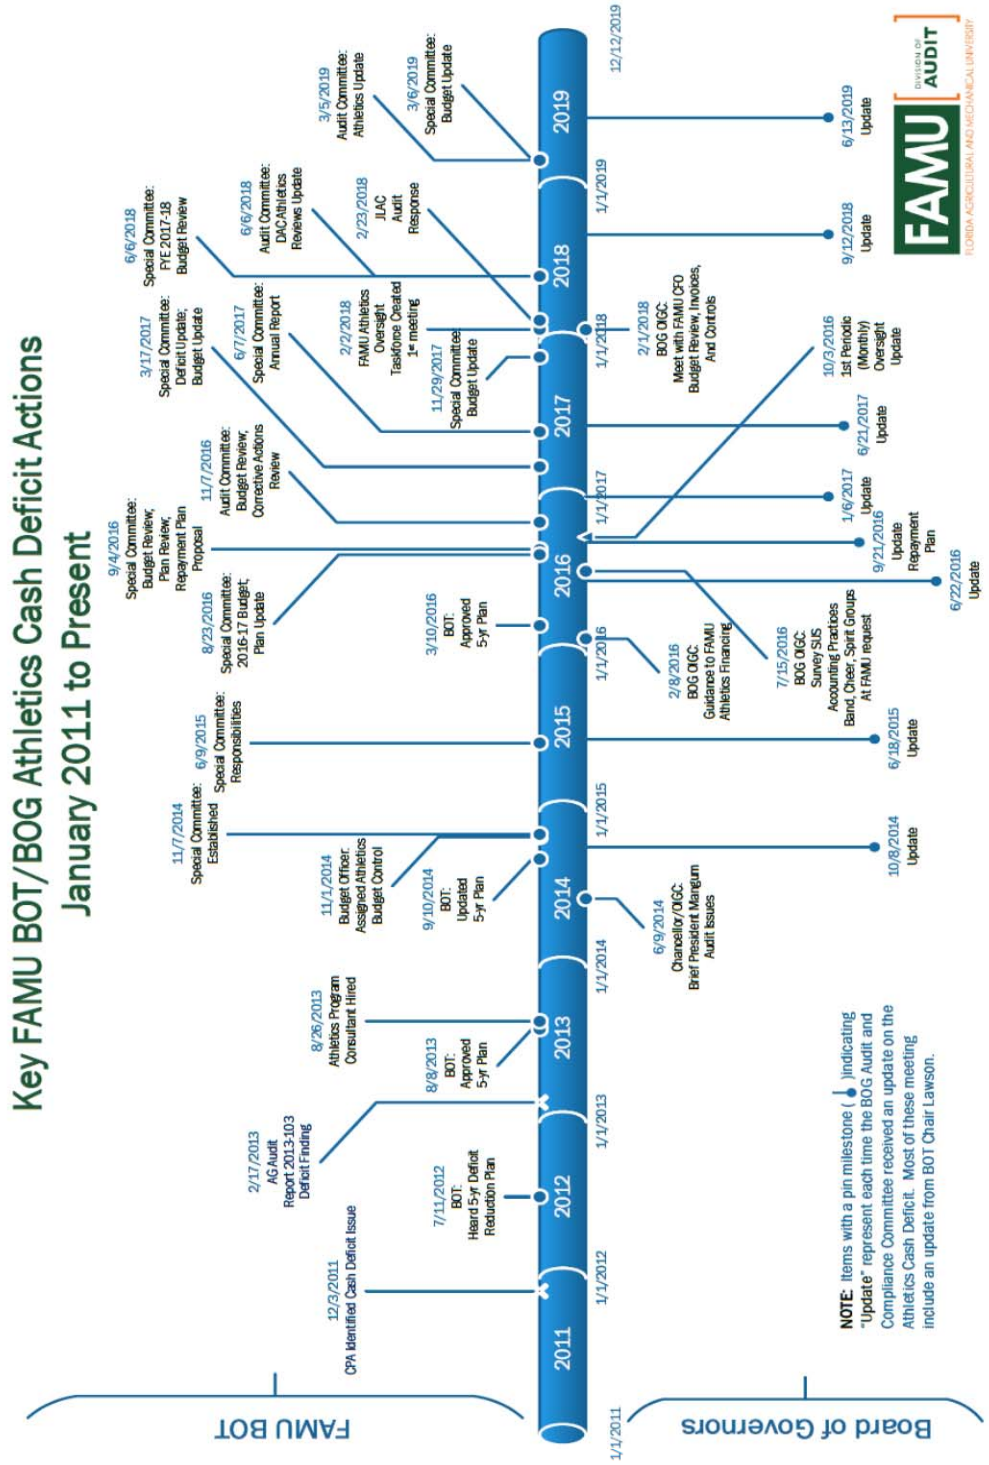 Key FAMU BOT/BOG Athletics Cash Deficit Actions
January 2011 to Present
FAMU BOT
12/3/2011
CPA Identified Cash Deficit Issue
7/11/2012
BOT:
Heard 5-yr Deficit
Reduction Plan
2/17/2013
AG Audit
Report 2013-103
Deficit Finding
8/8/2013
BOT:
Approved
5-yr Plan
8/26/2013
Athletics Program
Consultant Hired
9/10/2014
BOT:
Updated
5-yr Plan
11/1/2014
Budget Officer:
Assigned Athletics
Budget Control
11/7/2014
Special Committee:
Established
6/9/2015
Special Committee:
Responsibilities
3/10/2016
BOT:
Approved
5-yr Plan
8/23/2016
Special Committee:
2016-17 Budget,
Plan Update
9/4/2016
Special Committee:
Budget Review;
Plan Review,
Repayment Plan
Proposal
11/7/2016
Audit Committee:
Budget Review;
Corrective Actions
Review
3/17/2017
Special Committee:
Deficit Update;
Budget Update
6/7/2017
Special Committee:
Annual Report
11/29/2017
Special Committee:
Budget Update
2/2/2018
FAMU Athletics
Oversight
Taskforce Created
1st meeting
2/23/2018
JLAC
Audit
Response
6/6/2018
Special Committee:
FYE 2017-18
Budget Review
6/6/2018
Audit Committee:
DAC Athletics
Reviews Update
3/5/2019
Audit Committee:
Athletics Update
3/6/2019
Special Committee:
Budget Update
2011
2012
2013
2014
2015
2016
2017
2018
2019
1/1/2011
1/1/2012
1/1/2013
1/1/2014
1/1/2015
1/1/2016
1/1/2017
1/1/2018
1/1/2019
12/12/2019
Board of Governors
6/9/2014
Chancellor/OIGC:
Brief President Mangum
Audit Issues
10/8/2014
Update
6/18/2015
Update
2/8/2016
BOG OIGC:
Guidance to FAMU
Athletics Financing
6/22/2016
Update
7/15/2016
BOG OIGC:
Survey SUS
Accounting Practices
Band, Cheer, Spirit Groups
At FAMU request
9/21/2016
Update
Repayment
Plan
10/3/2016
1st Periodic
(Monthly)
Oversight
Update
1/6/2017
Update
6/21/2017
Update
2/1/2018
BOG OIGC:
Meet with FAMU CFO
Budget Review, Invoices,
And Controls
9/12/2018
Update
6/13/2019
Update
NOTE: Items with a pin milestone ( )indicating
"Update" represent each time the BOG Audit and
Compliance Committee received an update on the
Athletics Cash Deficit. Most of these meeting
include an update from BOT Chair Lawson.
FAMU
DIVISION OF
AUDIT
FLORIDA AGRICULTURAL AND MECHANICAL UNIVERSITY